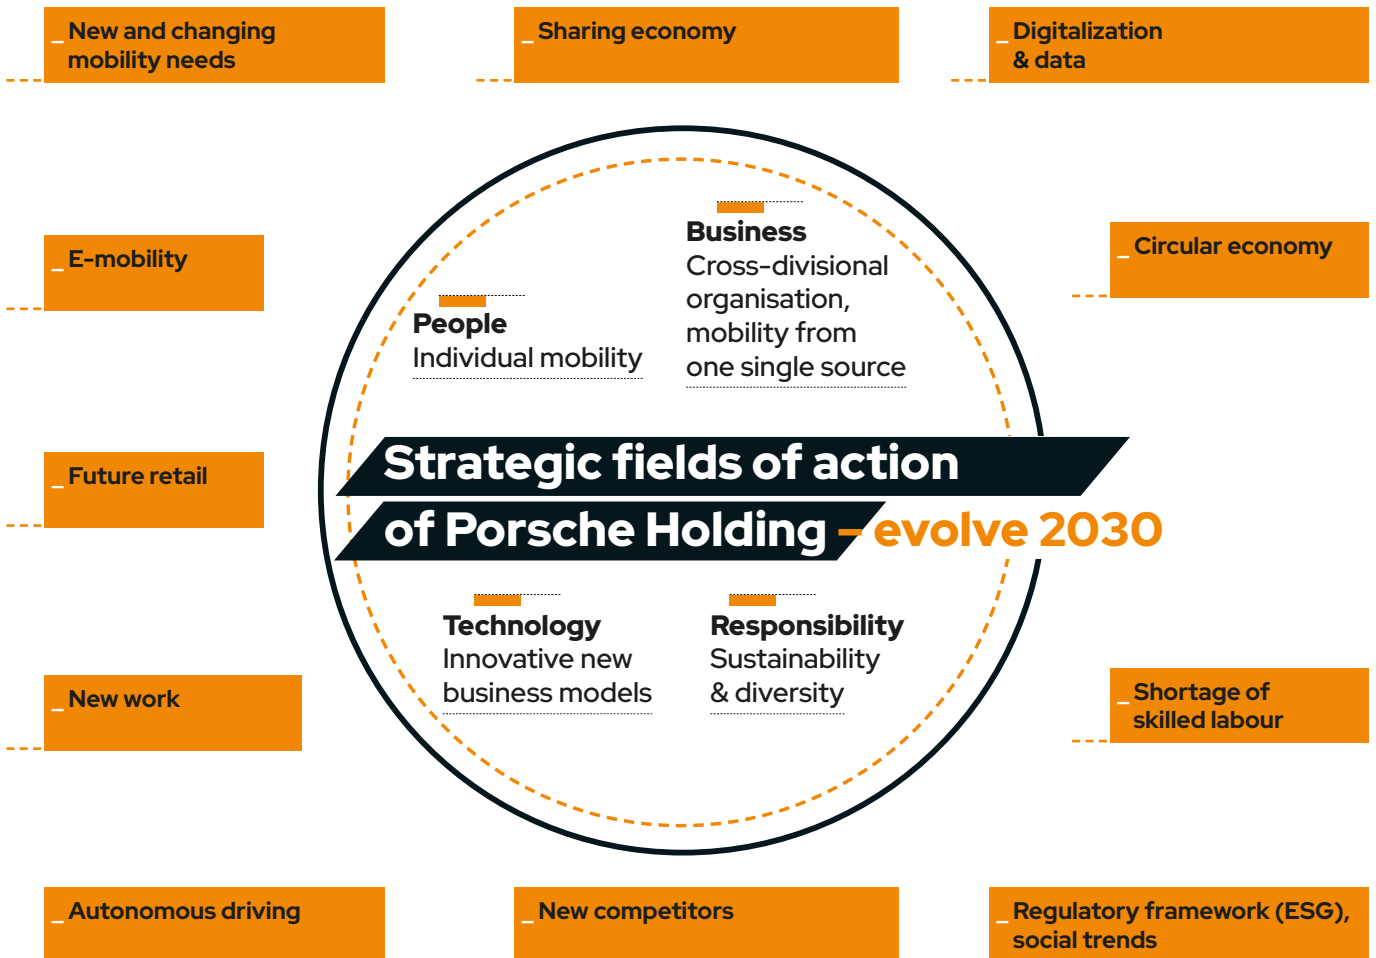 _New and changing
mobility needs
_Sharing economy
_Digitalization
& data
_E-mobility
_Circular economy
Business
Cross-divisional
organisation,
mobility from
one single source
People
Individual mobility
Strategic fields of action
of Porsche Holding – evolve 2030
_Future retail
Technology
Innovative new
business models
Responsibility
Sustainability
& diversity
_New work
_Shortage of
skilled labour
_Autonomous driving
_New competitors
_Regulatory framework (ESG),
social trends